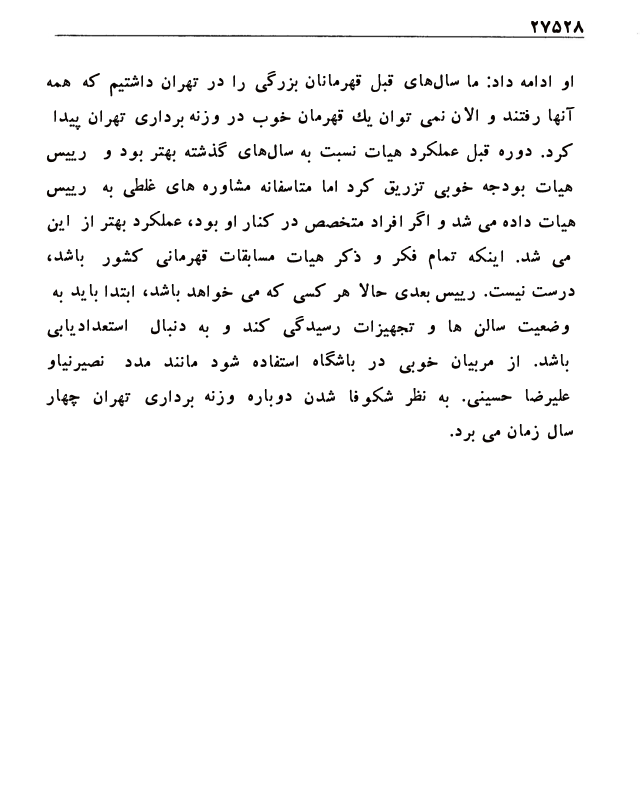 ۲۷۵۲۸
او ادامه داد: ما سال‌های قبل قهرمانان بزرگی را در تهران داشتیم که همه
آنها رفتند و الان نمی توان یك قهرمان خوب در وزنه برداری تهران پیدا
کرد. دوره قبل عملکرد هیات نسبت به سال‌های گذشته بهتر بود و رییس
هیات بودجه خوبی تزریق کرد اما متاسفانه مشاوره های غلطی به رییس
هیات داده می شد و اگر افراد متخصص در کنار او بود، عملکرد بهتر از این
می شد. اینکه تمام فکر و ذکر هیات مسابقات قهرمانی کشور باشد،
درست نیست. رییس بعدی حالا هر کسی که می خواهد باشد، ابتدا باید به
وضعیت سالن ها و تجهیزات رسیدگی کند و به دنبال استعدادیابی
باشد. از مربیان خوبی در باشگاه استفاده شود مانند مدد نصیرنیاو
علیرضا حسینی. به نظر شکوفا شدن دوباره وزنه برداری تهران چهار
سال زمان می برد.